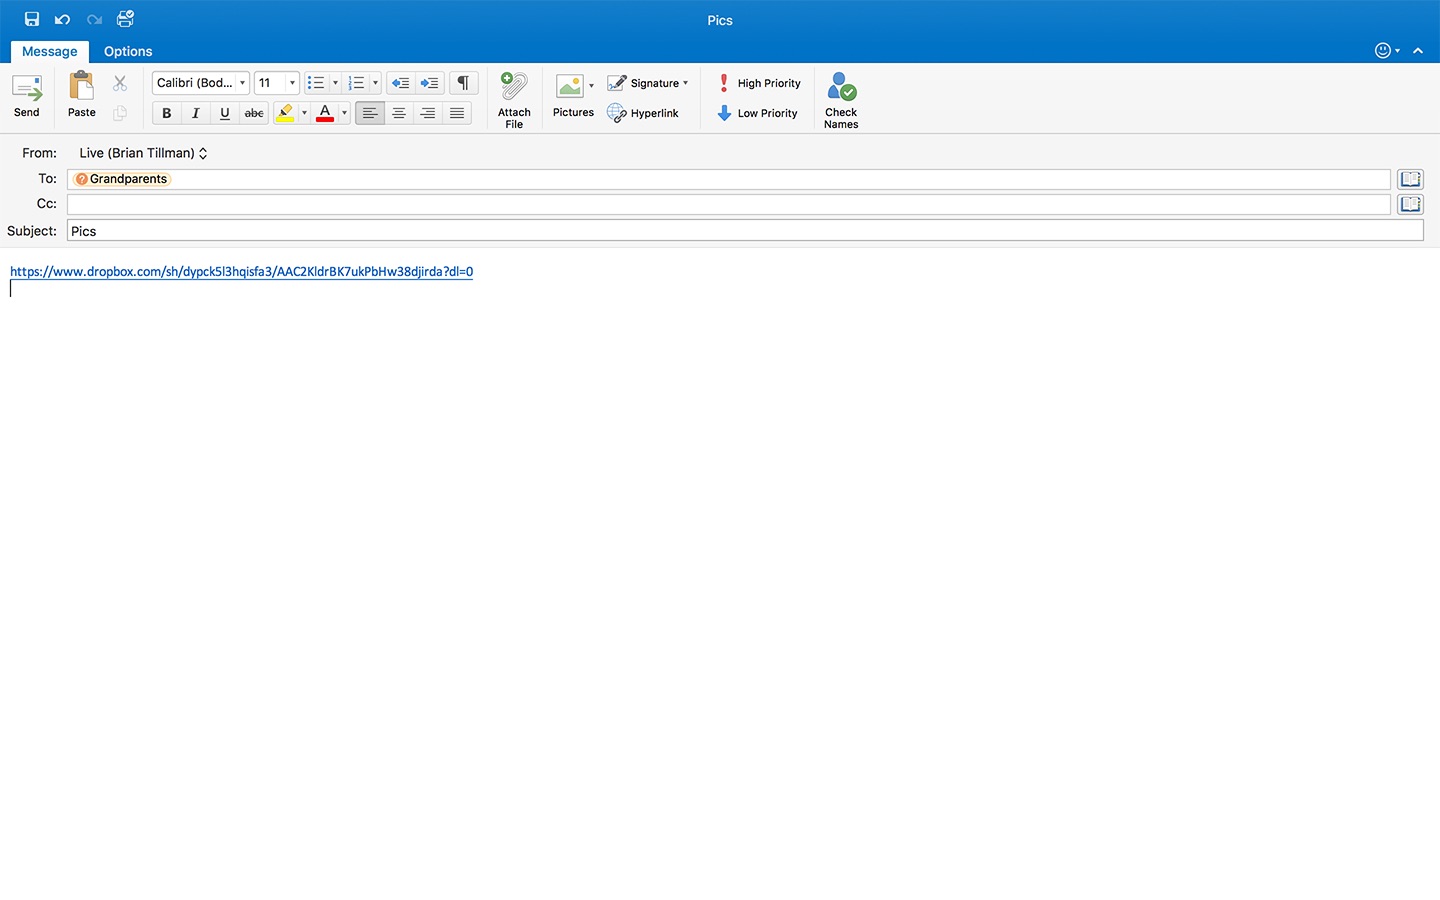 Pics
Message Options
Calibri (Bod... 11 Signature High Priority
Send Paste B I U abc A Attach File Pictures Hyperlink Low Priority Check Names
From: Live (Brian Tillman)
To: ? Grandparents
Cc:
Subject: Pics
https://www.dropbox.com/sh/dypck5l3hqisfa3/AAC2KldrBK7ukPbHw38djirda?dl=0